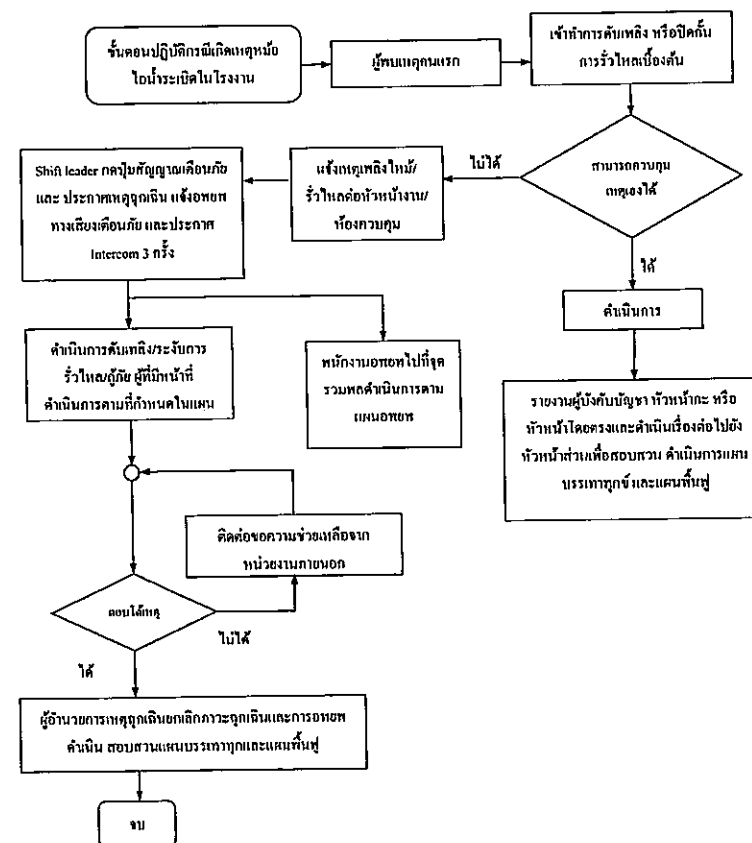 ขั้นตอนปฏิบัติกรณีเกิดเหตุหม้อ
ไอน้ำระเบิดในโรงงาน
ผู้พบเหตุคนแรก
เข้าทำการดับเพลิง หรือปิดกั้น
การรั่วไหลเบื้องต้น
สามารถควบคุม
เหตุเองได้
ไม่ได้
แจ้งเหตุเพลิงไหม้/
รั่วไหลต่อหัวหน้างาน/
ห้องควบคุม
Shift leader กดปุ่มสัญญาณเตือนภัย
และ ประกาศเหตุฉุกเฉิน แจ้งอพยพ
ทางเสียงเตือนภัย และประกาศ
Intercom 3 ครั้ง
ได้
ดำเนินการ
รายงานผู้บังคับบัญชา หัวหน้ากะ หรือ
หัวหน้าโดยตรงและดำเนินเรื่องต่อไปยัง
หัวหน้าส่วนเพื่อสอบสวน ดำเนินการแผน
บรรเทาทุกข์ และแผนฟื้นฟู
ดำเนินการดับเพลิง/ระงับการ
รั่วไหล/กู้ภัย ผู้ที่มีหน้าที่
ดำเนินการตามที่กำหนดในแผน
พนักงานอพยพไปที่จุด
รวมพลดำเนินการตาม
แผนอพยพ
ติดต่อขอความช่วยเหลือจาก
หน่วยงานภายนอก
ตอบโต้เหตุ
ไม่ได้
ได้
ผู้อำนวยการเหตุฉุกเฉินยกเลิกภาวะฉุกเฉินและการอพยพ
ดำเนิน สอบสวนแผนบรรเทาทุกและแผนฟื้นฟู
จบ